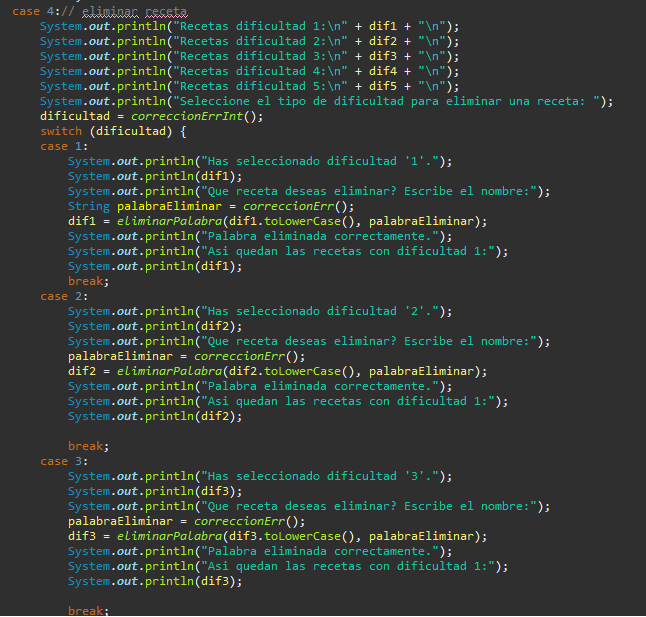 case 4:// eliminar receta
System.out.println("Recetas dificultad 1:\n" + dif1 + "\n");
System.out.println("Recetas dificultad 2:\n" + dif2 + "\n");
System.out.println("Recetas dificultad 3:\n" + dif3 + "\n");
System.out.println("Recetas dificultad 4:\n" + dif4 + "\n");
System.out.println("Recetas dificultad 5:\n" + dif5 + "\n");
System.out.println("Seleccione el tipo de dificultad para eliminar una receta: ");
dificultad = correccionErrInt();
switch (dificultad) {
case 1:
System.out.println("Has seleccionado dificultad '1'.");
System.out.println(dif1);
System.out.println("Que receta deseas eliminar? Escribe el nombre:");
String palabraEliminar = correccionErr();
dif1 = eliminarPalabra(dif1.toLowerCase(), palabraEliminar);
System.out.println("Palabra eliminada correctamente.");
System.out.println("Asi quedan las recetas con dificultad 1:");
System.out.println(dif1);
break;
case 2:
System.out.println("Has seleccionado dificultad '2'.");
System.out.println(dif2);
System.out.println("Que receta deseas eliminar? Escribe el nombre:");
palabraEliminar = correccionErr();
dif2 = eliminarPalabra(dif2.toLowerCase(), palabraEliminar);
System.out.println("Palabra eliminada correctamente.");
System.out.println("Asi quedan las recetas con dificultad 1:");
System.out.println(dif2);
break;
case 3:
System.out.println("Has seleccionado dificultad '3'.");
System.out.println(dif3);
System.out.println("Que receta deseas eliminar? Escribe el nombre:");
palabraEliminar = correccionErr();
dif3 = eliminarPalabra(dif3.toLowerCase(), palabraEliminar);
System.out.println("Palabra eliminada correctamente.");
System.out.println("Asi quedan las recetas con dificultad 1:");
System.out.println(dif3);
break;